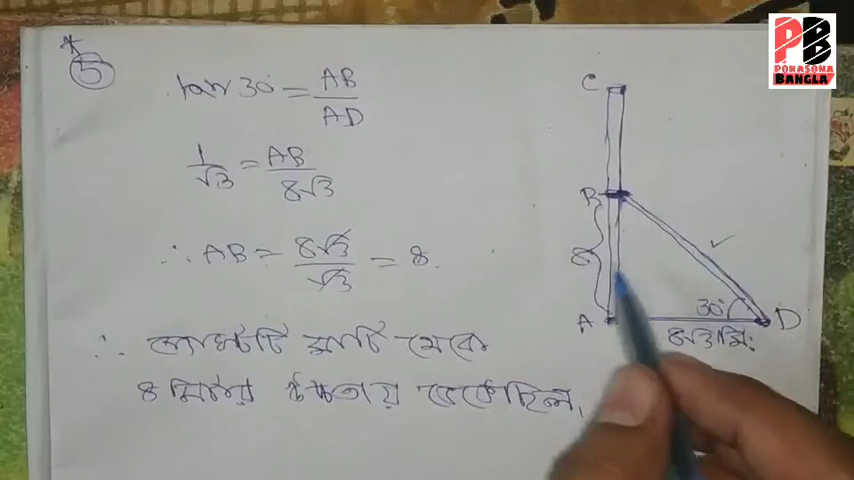 *
5
tan 30° = AB / AD
1/√3 = AB / 8√3
∴ AB = 8√3 / √3 = 8
∴ পোস্টটি মাটি থেকে
8 মিটার উচ্চতায় ভেঙেছিল।
C
B
8
A
30°
D
8√3 মি:
PB
PORASONA
BANGLA